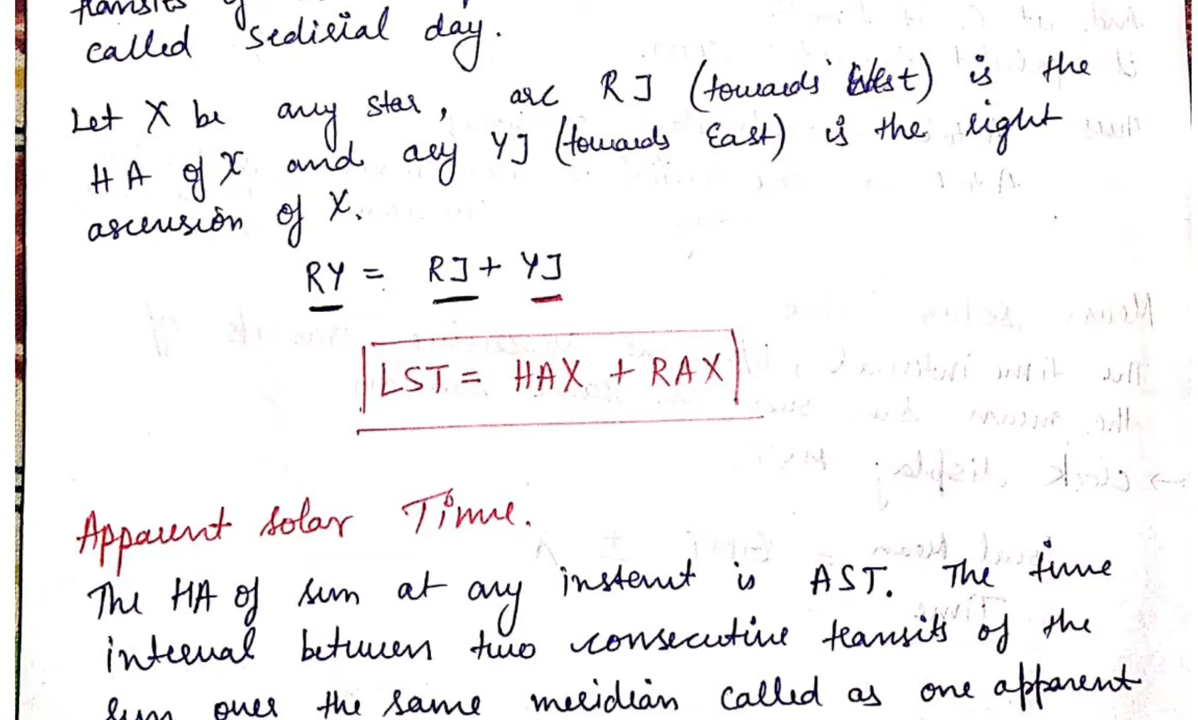 transits
called sedirial day.
Let X be any star, arc RJ (towards West) is the
HA of X and any YJ (towards East) is the right
ascension of X.
RY = RJ + YJ
LST = HAX + RAX
Apparent solar Time.
The HA of sun at any instant is AST. The time
interval between two consecutive transits of the
sun over the same meridian called as one apparent